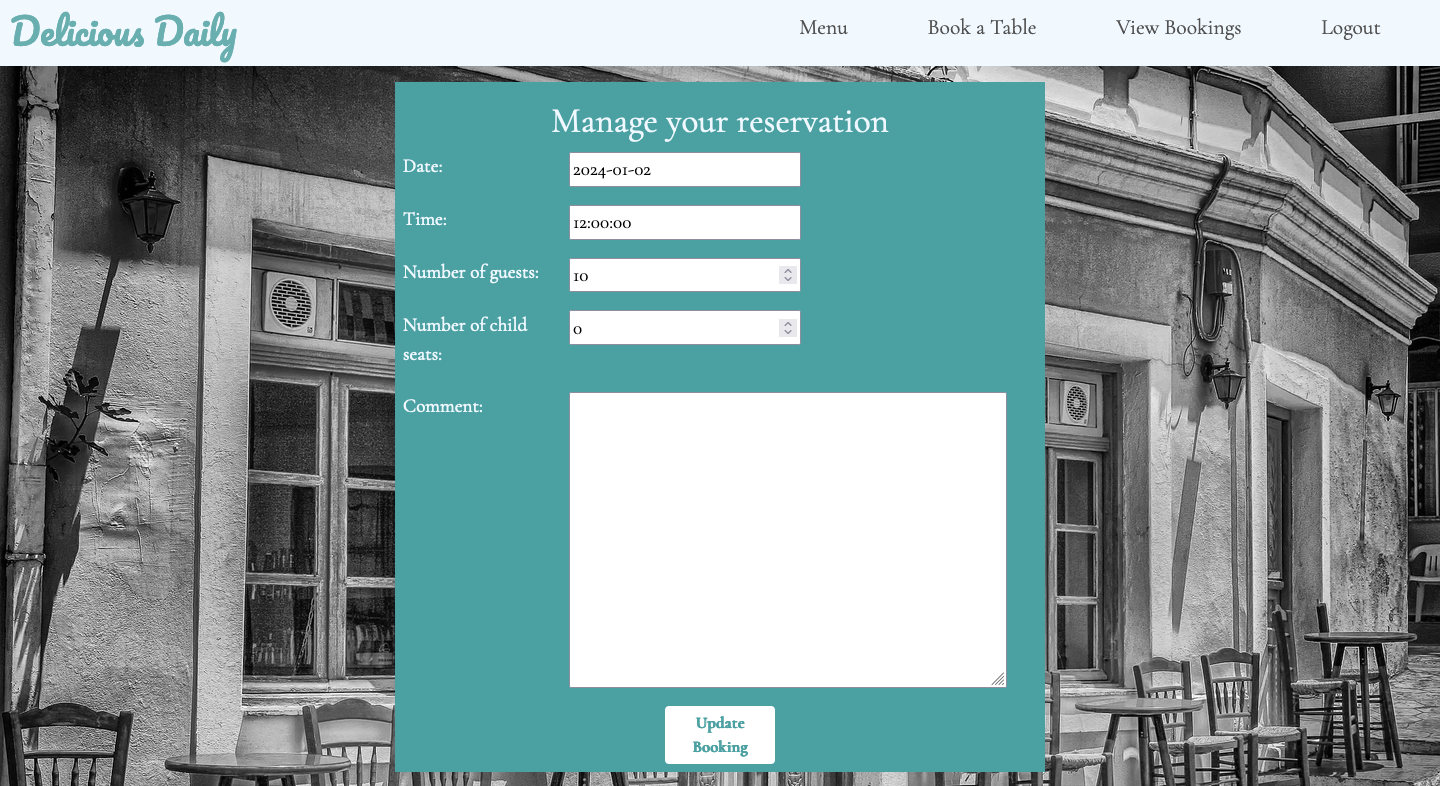 Delicious Daily
Menu
Book a Table
View Bookings
Logout
Manage your reservation
Date:
2024-01-02
Time:
12:00:00
Number of guests:
10
Number of child
seats:
0
Comment:
Update
Booking